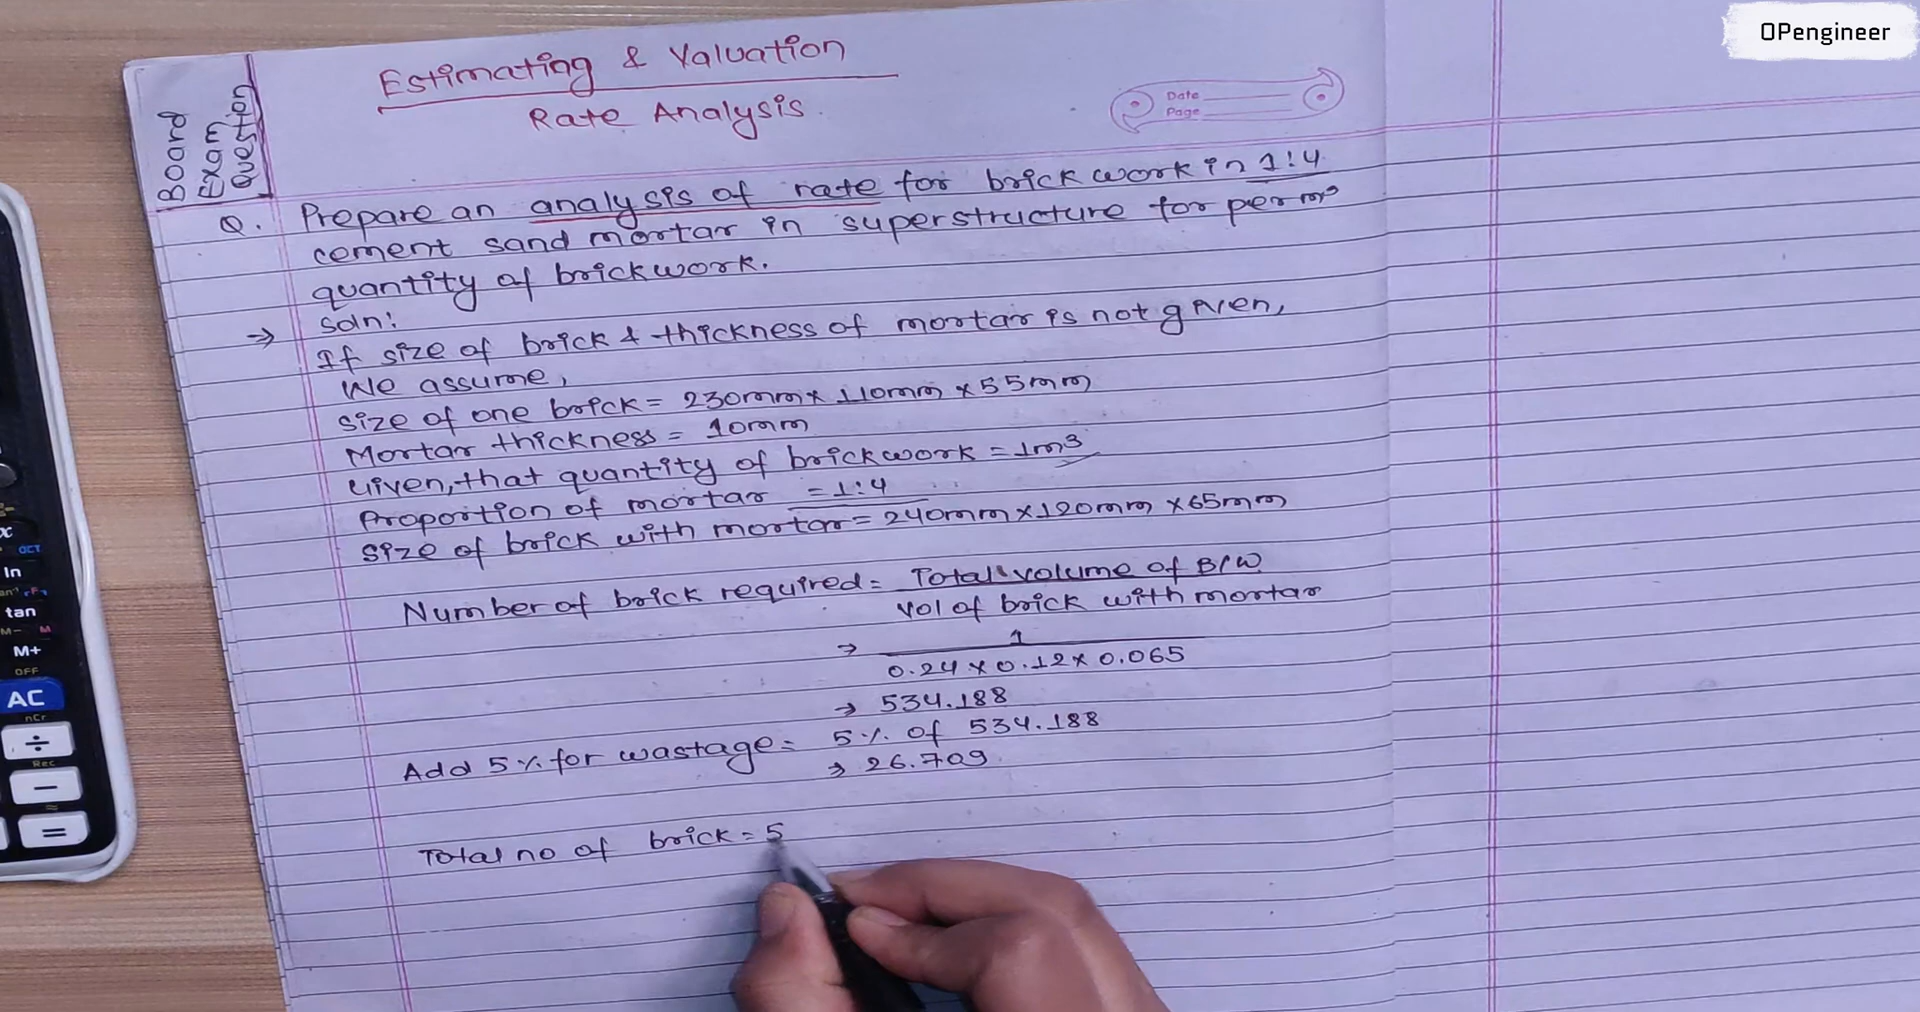 OPengineer
Estimating & Valuation
Rate Analysis
Date
Page
Board
Exam
Question
Q. Prepare an analysis of rate for brick work in 1:4
cement sand mortar in superstructure for per m³
quantity of brickwork.
→ Soln:
If size of brick & thickness of mortar is not given,
We assume,
size of one brick = 230mm × 110mm × 55mm
Mortar thickness = 10mm
Given, that quantity of brickwork = 1m³
Proportion of mortar = 1:4
size of brick with mortar = 240mm × 120mm × 65mm
Number of brick required = Total volume of B/W
Vol of brick with mortar
→ 1
0.24 × 0.12 × 0.065
→ 534.188
Add 5% for wastage = 5% of 534.188
→ 26.709
Total no of brick = 5
x
OCT
ln
tan
M- M
M+
OFF
AC
nCr
÷
Rec
−
≈
=